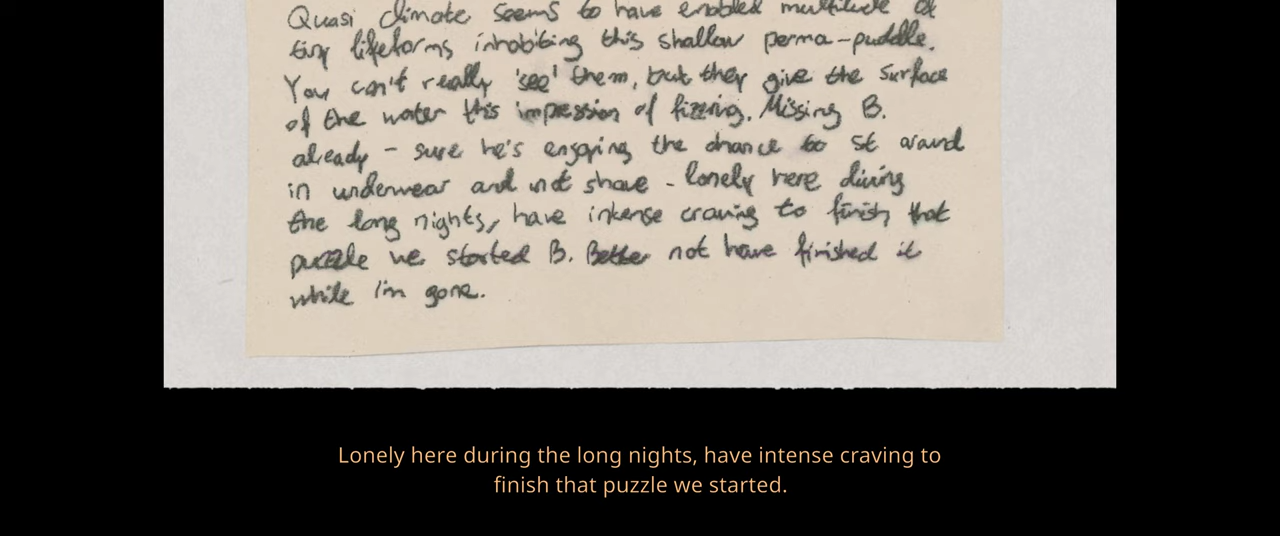 Quasi climate seems to have enabled multitude of
tiny lifeforms inhabiting this shallow perma-puddle.
You can't really 'see' them, but they give the surface
of the water this impression of fizzing. Missing B.
already - sure he's enjoying the chance to sit around
in underwear and not shave - lonely here during
the long nights, have intense craving to finish that
puzzle we started B. Better not have finished it
while I'm gone.
Lonely here during the long nights, have intense craving to
finish that puzzle we started.